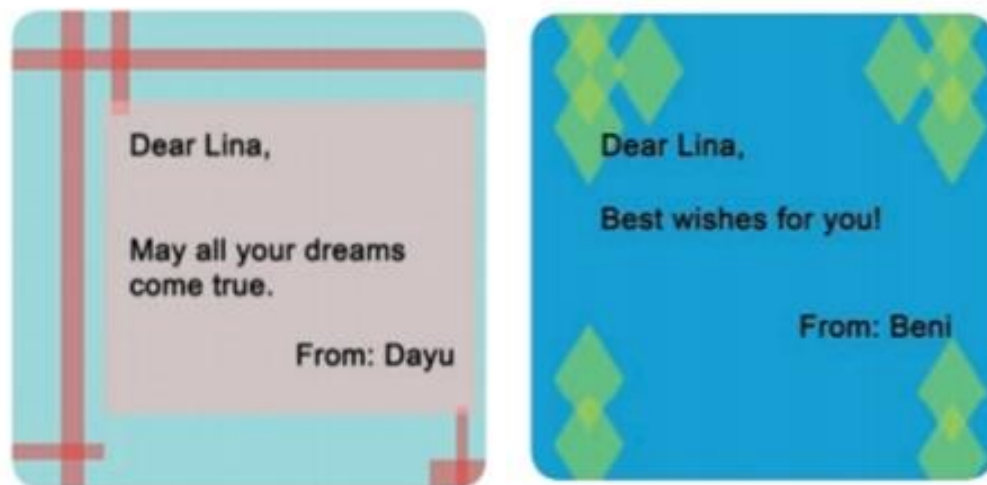 Dear Lina,
May all your dreams
come true.
From: Dayu
Dear Lina,
Best wishes for you!
From: Beni